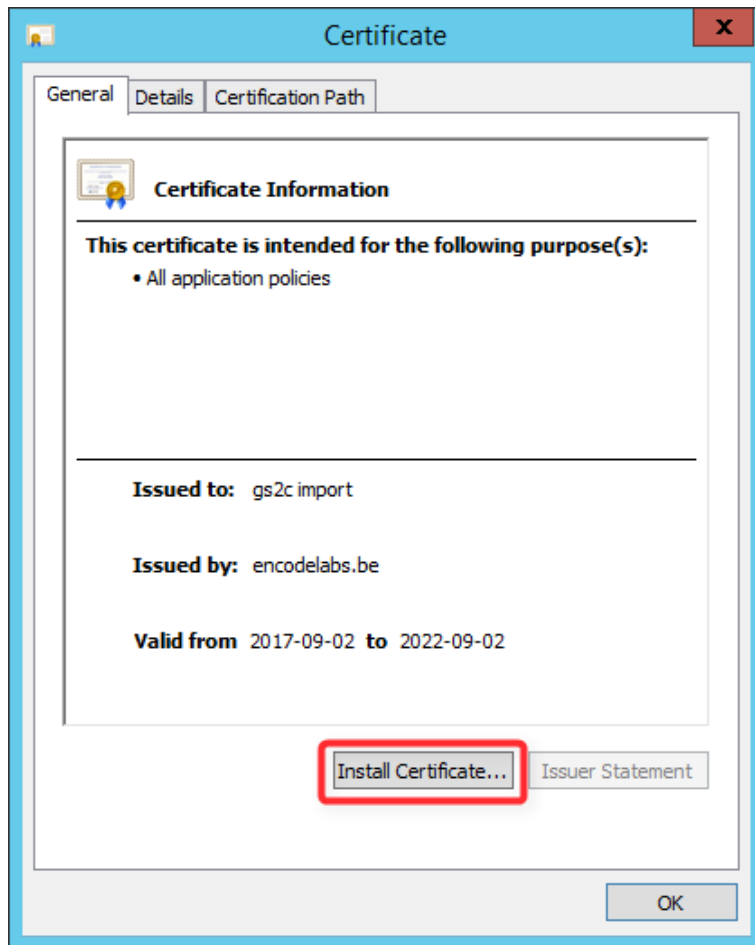 Certificate
x
General Details Certification Path
Certificate Information
This certificate is intended for the following purpose(s):
• All application policies
Issued to: gs2c import
Issued by: encodelabs.be
Valid from 2017-09-02 to 2022-09-02
Install Certificate... Issuer Statement
OK